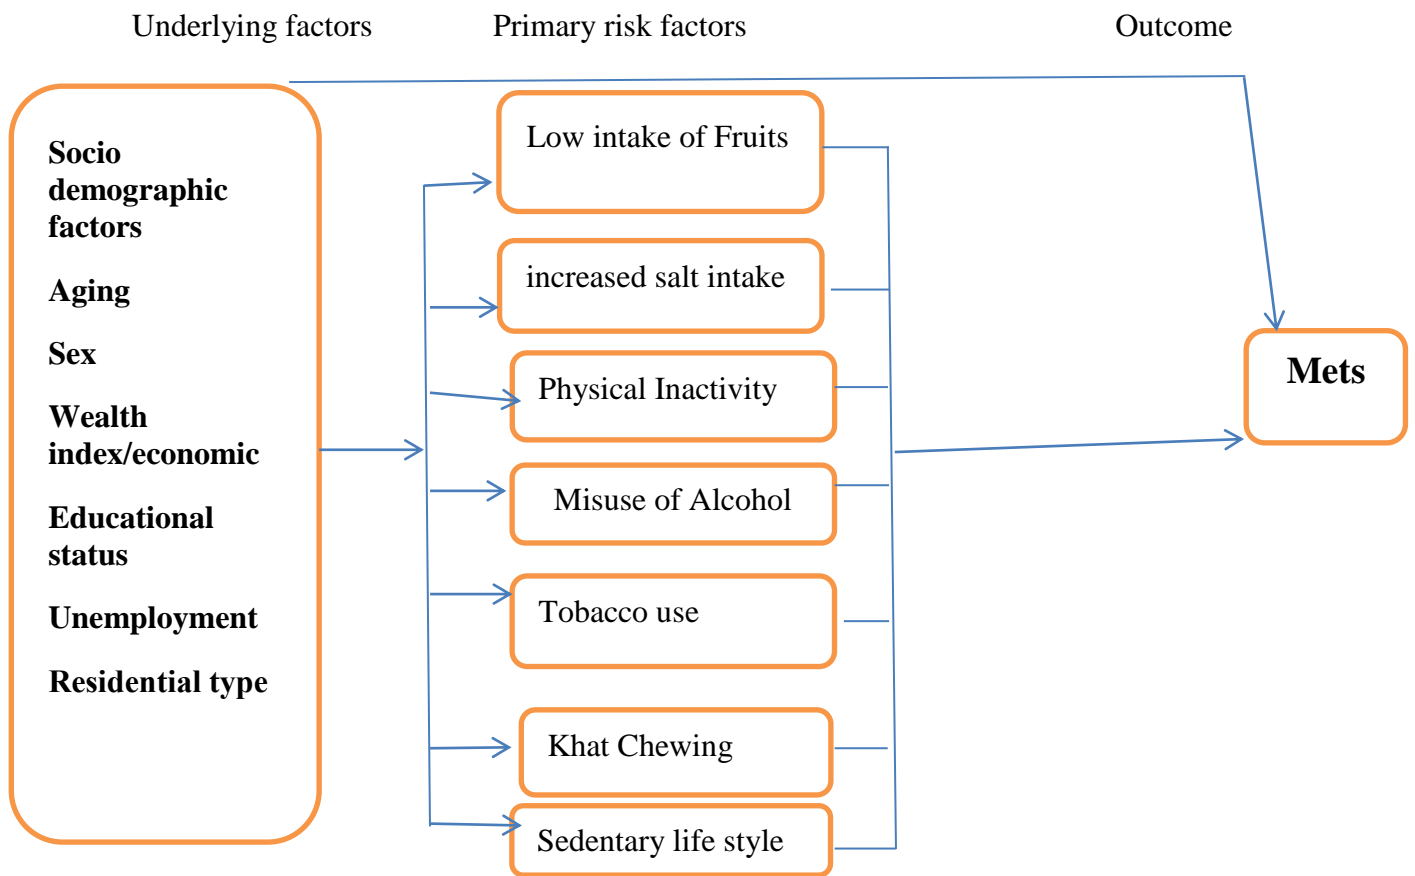 Underlying factors
Primary risk factors
Outcome
Socio
demographic
factors
Aging
Sex
Wealth
index/economic
Educational
status
Unemployment
Residential type
Low intake of Fruits
increased salt intake
Physical Inactivity
Misuse of Alcohol
Tobacco use
Khat Chewing
Sedentary life style
Mets